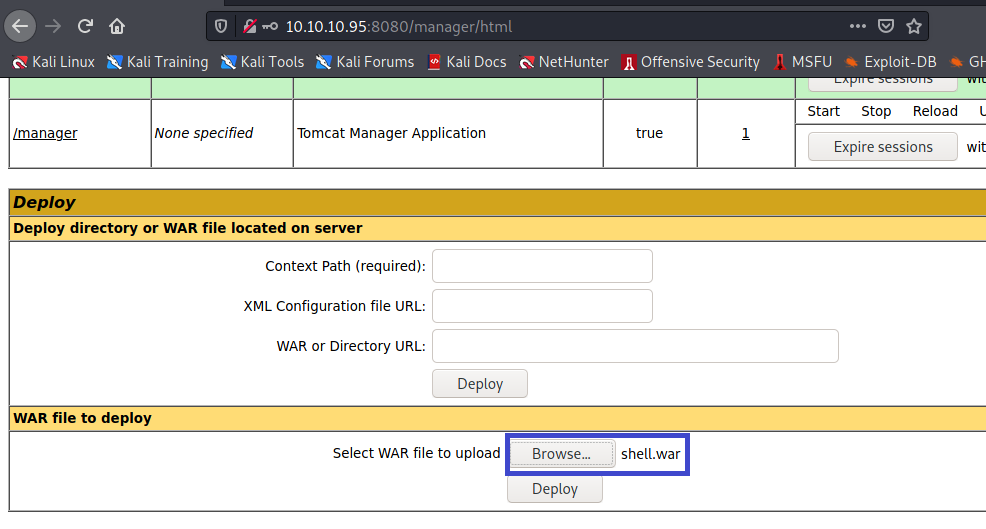 10.10.10.95:8080/manager/html
Kali Linux Kali Training Kali Tools Kali Forums Kali Docs NetHunter Offensive Security MSFU Exploit-DB GH
Expire sessions wit
/manager None specified Tomcat Manager Application true 1 Start Stop Reload U
Expire sessions wit
Deploy
Deploy directory or WAR file located on server
Context Path (required):
XML Configuration file URL:
WAR or Directory URL:
Deploy
WAR file to deploy
Select WAR file to upload Browse... shell.war
Deploy